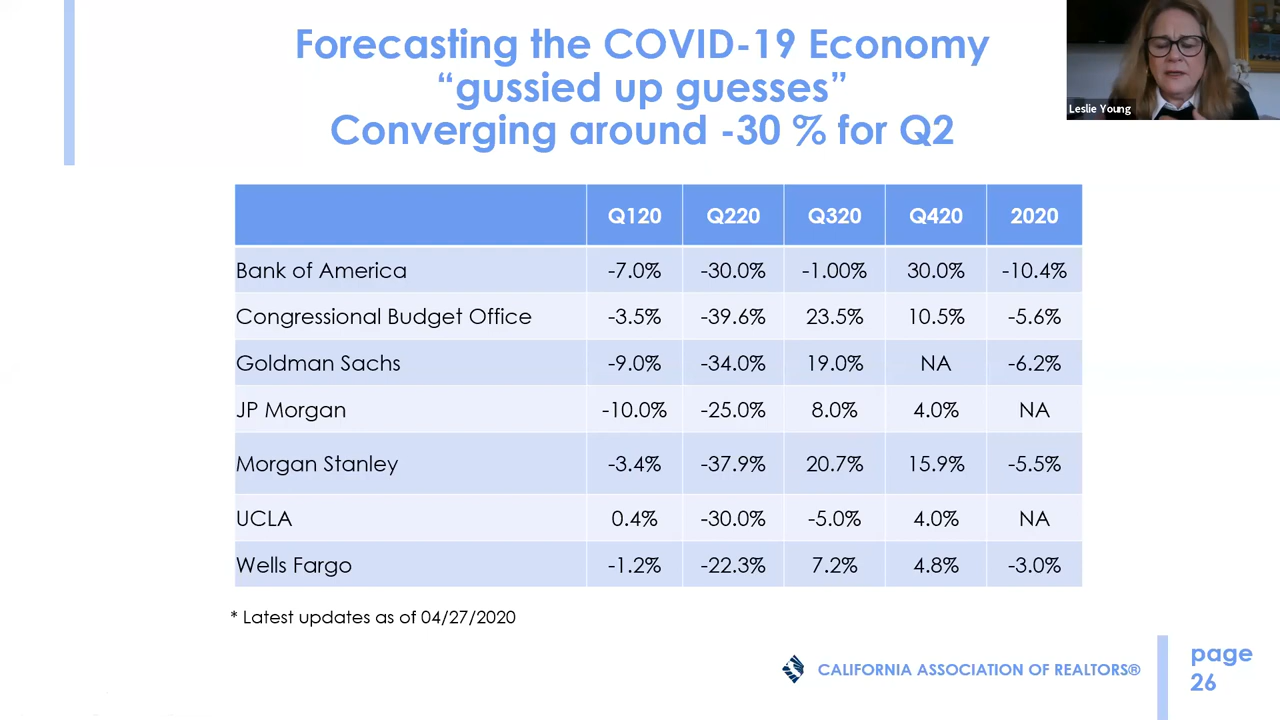 Forecasting the COVID-19 Economy
“gussied up guesses”
Converging around -30 % for Q2
Leslie Young
Q120 Q220 Q320 Q420 2020
Bank of America -7.0% -30.0% -1.00% 30.0% -10.4%
Congressional Budget Office -3.5% -39.6% 23.5% 10.5% -5.6%
Goldman Sachs -9.0% -34.0% 19.0% NA -6.2%
JP Morgan -10.0% -25.0% 8.0% 4.0% NA
Morgan Stanley -3.4% -37.9% 20.7% 15.9% -5.5%
UCLA 0.4% -30.0% -5.0% 4.0% NA
Wells Fargo -1.2% -22.3% 7.2% 4.8% -3.0%
* Latest updates as of 04/27/2020
CALIFORNIA ASSOCIATION OF REALTORS®
page
26